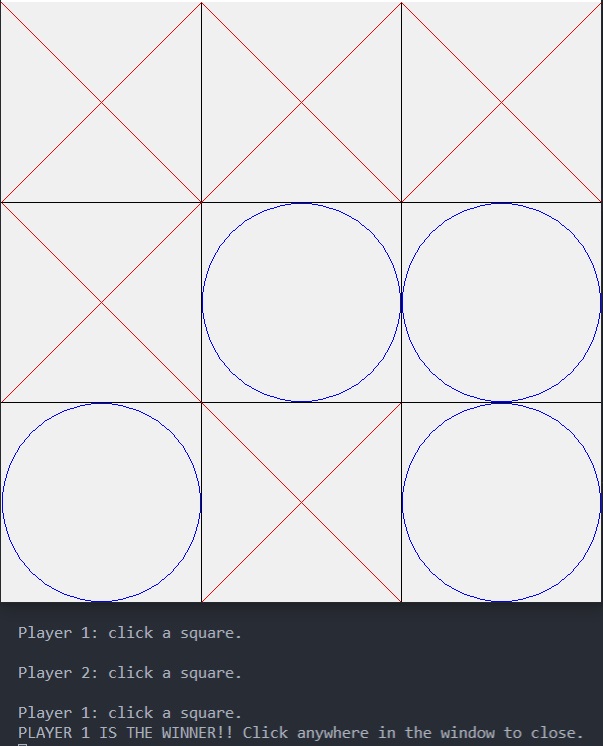 Player 1: click a square.
Player 2: click a square.
Player 1: click a square.
PLAYER 1 IS THE WINNER!! Click anywhere in the window to close.